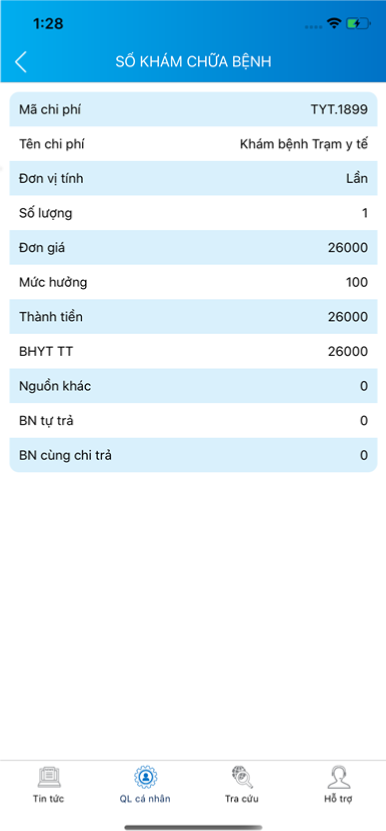 1:28
SỔ KHÁM CHỮA BỆNH
Mã chi phí TYT.1899
Tên chi phí Khám bệnh Trạm y tế
Đơn vị tính Lần
Số lượng 1
Đơn giá 26000
Mức hưởng 100
Thành tiền 26000
BHYT TT 26000
Nguồn khác 0
BN tự trả 0
BN cùng chi trả 0
Tin tức QL cá nhân Tra cứu Hỗ trợ